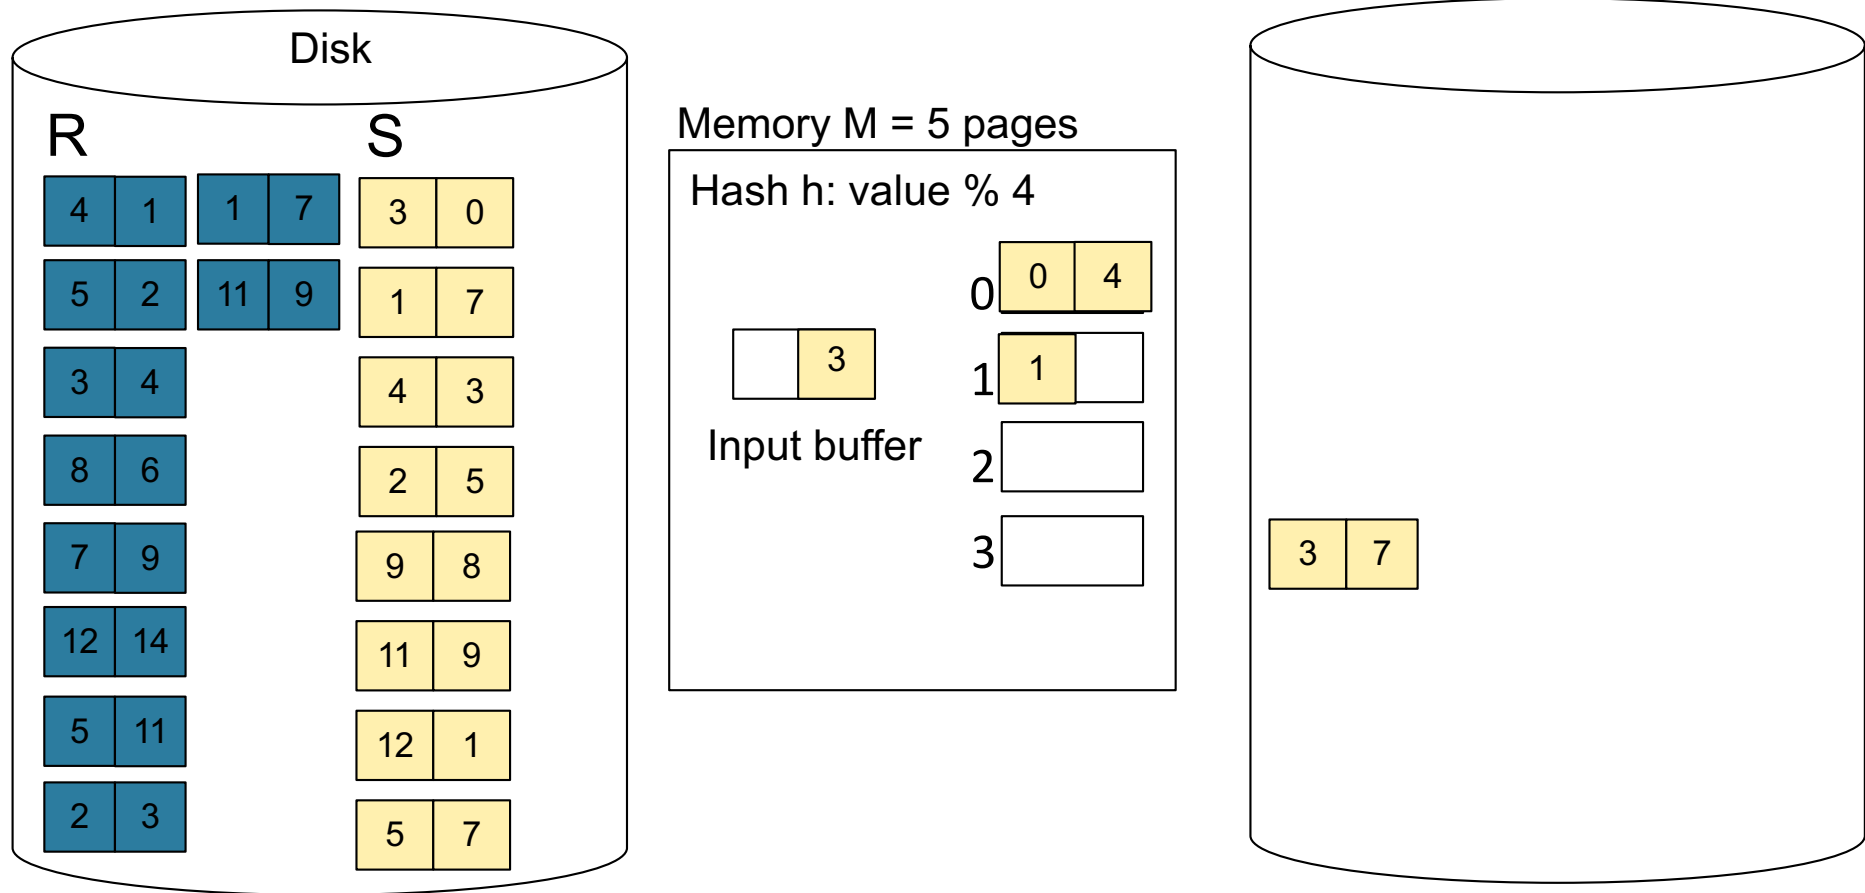 Disk
R S
4 1 1 7 3 0
5 2 11 9 1 7
3 4 4 3
8 6 2 5
7 9 9 8
12 14 11 9
5 11 12 1
2 3 5 7
Memory M = 5 pages
Hash h: value % 4
0 0 4
3 1 1
Input buffer 2
3
3 7